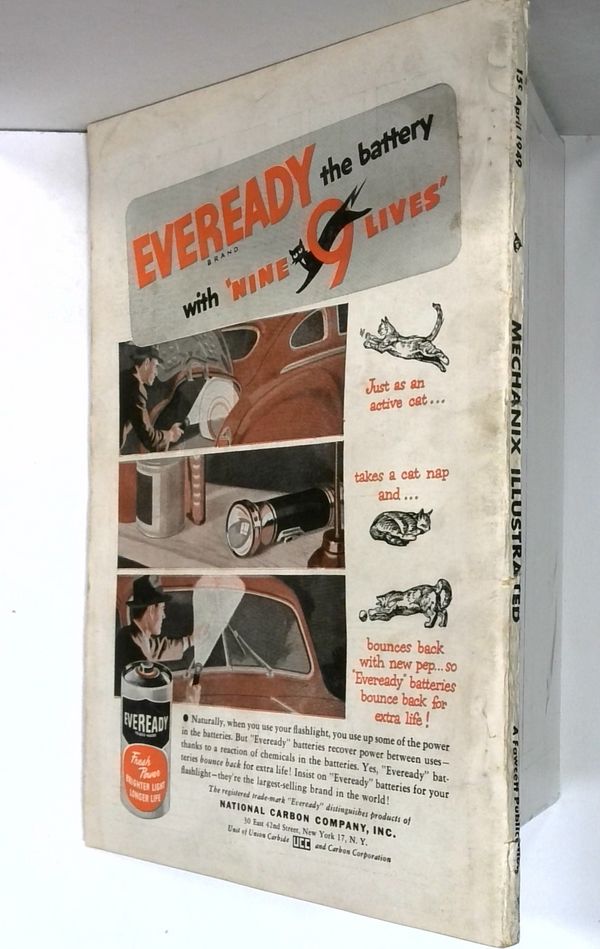 EVEREADY the battery
BRAND
with "NINE 9 LIVES"
Just as an
active cat...
takes a cat nap
and ...
bounces back
with new pep...so
"Eveready" batteries
bounce back for
extra life!
EVEREADY
Fresh
Power
BRIGHTER LIGHT
LONGER LIFE
• Naturally, when you use your flashlight, you use up some of the power
in the batteries. But "Eveready" batteries recover power between uses—
thanks to a reaction of chemicals in the batteries. Yes, "Eveready" bat-
teries bounce back for extra life! Insist on "Eveready" batteries for your
flashlight—they're the largest-selling brand in the world!
The registered trade-mark "Eveready" distinguishes products of
NATIONAL CARBON COMPANY, INC.
30 East 42nd Street, New York 17, N. Y.
Unit of Union Carbide UCC and Carbon Corporation
15¢ April 1949
MECHANIX ILLUSTRATED
A Fawcett